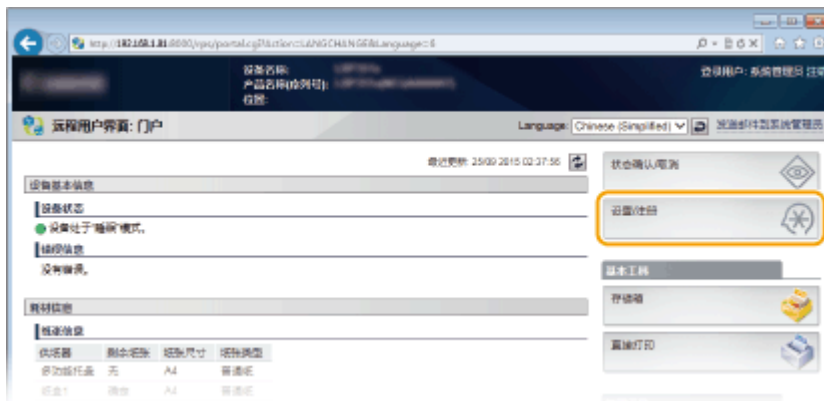 http://192.168.1.81:8000/rps/portal.cgi?Action=LANGCHANGE&Language=6
设备名称:
产品名称(序列号):
位置:
登录用户: 系统管理员 注销
远程用户界面: 门户
Language: Chinese (Simplified)
发送邮件到系统管理员
最近更新: 25/09 2015 02:37:56
状态确认/取消
设备基本信息
设备状态
设备处于"睡眠"模式。
错误信息
没有错误。
设置/注册
基本工具
存储箱
直接打印
耗材信息
纸张信息
供纸器 剩余纸张 纸张尺寸 纸张类型
多功能托盘 无 A4 普通纸
纸盒1 A4 普通纸